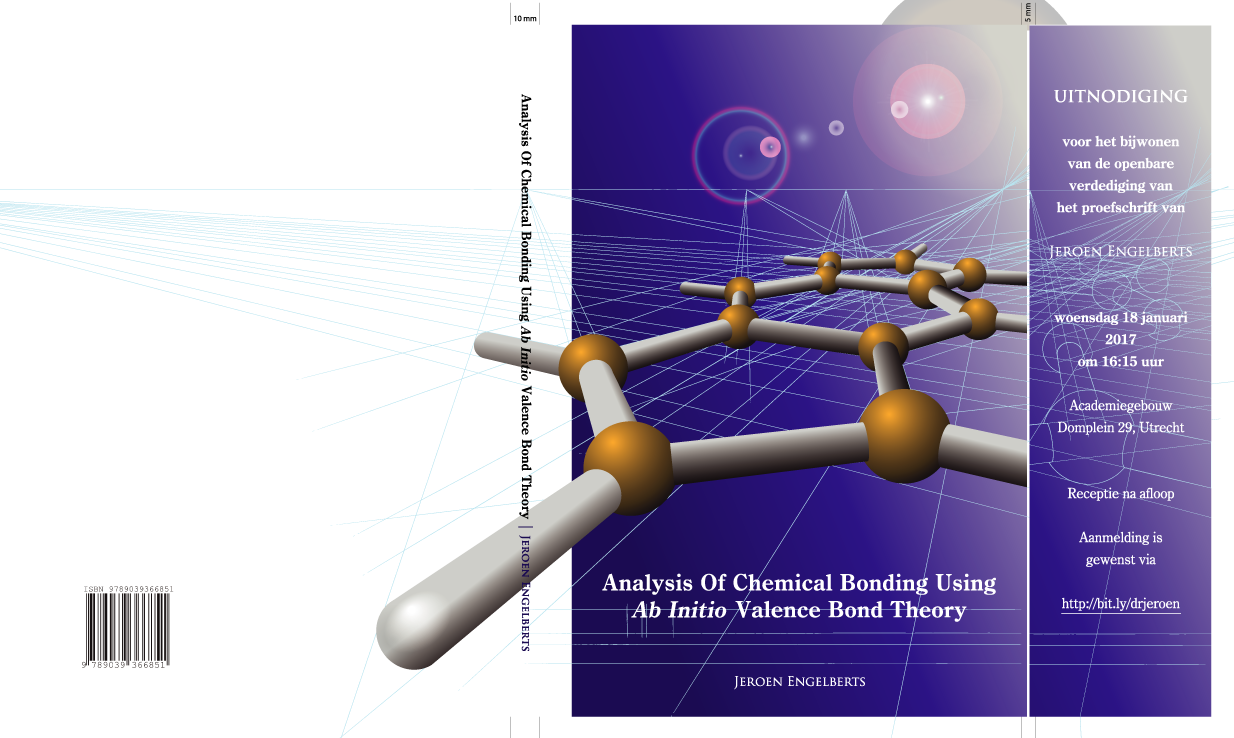 10 mm
5 mm
Analysis Of Chemical Bonding Using Ab Initio Valence Bond Theory | JEROEN ENGELBERTS
ISBN 9789039366851
9 789039 366851
Analysis Of Chemical Bonding Using
Ab Initio Valence Bond Theory
JEROEN ENGELBERTS
UITNODIGING
voor het bijwonen
van de openbare
verdediging van
het proefschrift van
JEROEN ENGELBERTS
woensdag 18 januari
2017
om 16:15 uur
Academiegebouw
Domplein 29, Utrecht
Receptie na afloop
Aanmelding is
gewenst via
http://bit.ly/drjeroen